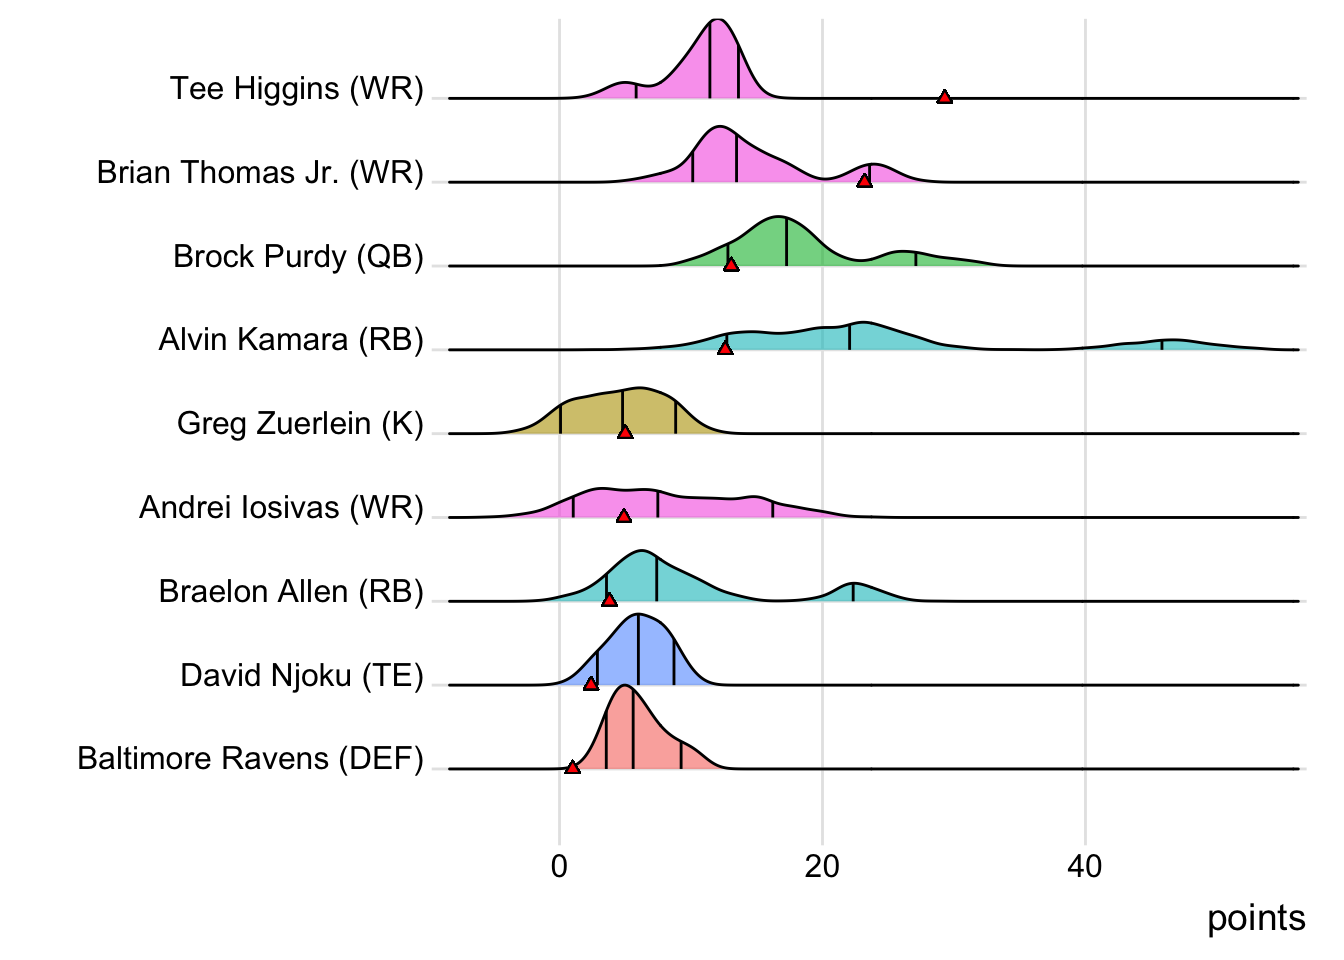 Tee Higgins (WR)
Brian Thomas Jr. (WR)
Brock Purdy (QB)
Alvin Kamara (RB)
Greg Zuerlein (K)
Andrei Iosivas (WR)
Braelon Allen (RB)
David Njoku (TE)
Baltimore Ravens (DEF)
0 20 40
points